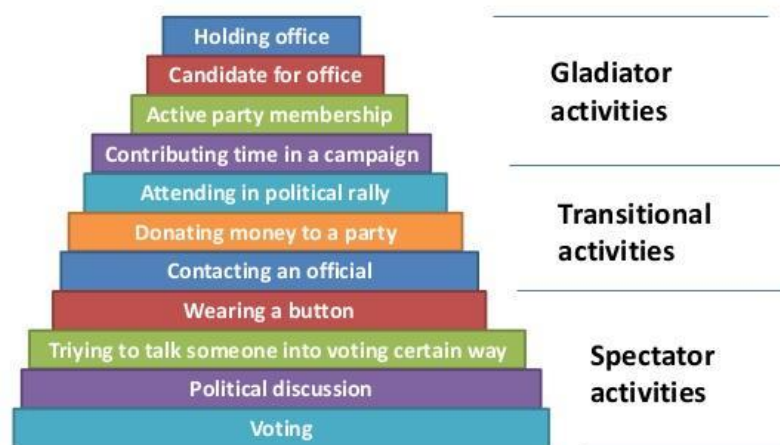 Holding office
Candidate for office
Active party membership
Contributing time in a campaign
Attending in political rally
Donating money to a party
Contacting an official
Wearing a button
Triying to talk someone into voting certain way
Political discussion
Voting
Gladiator
activities
Transitional
activities
Spectator
activities